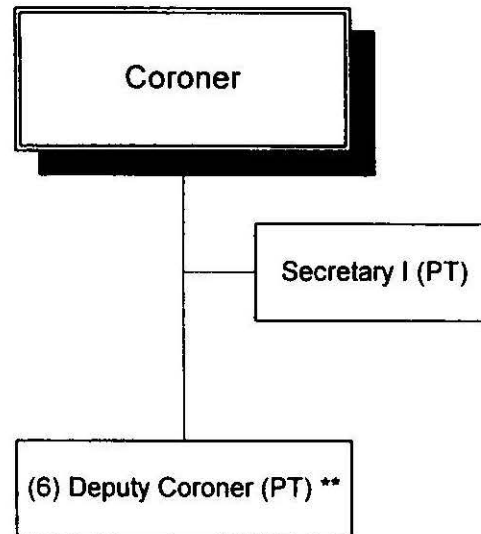 Coroner
Secretary I (PT)
(6) Deputy Coroner (PT) **